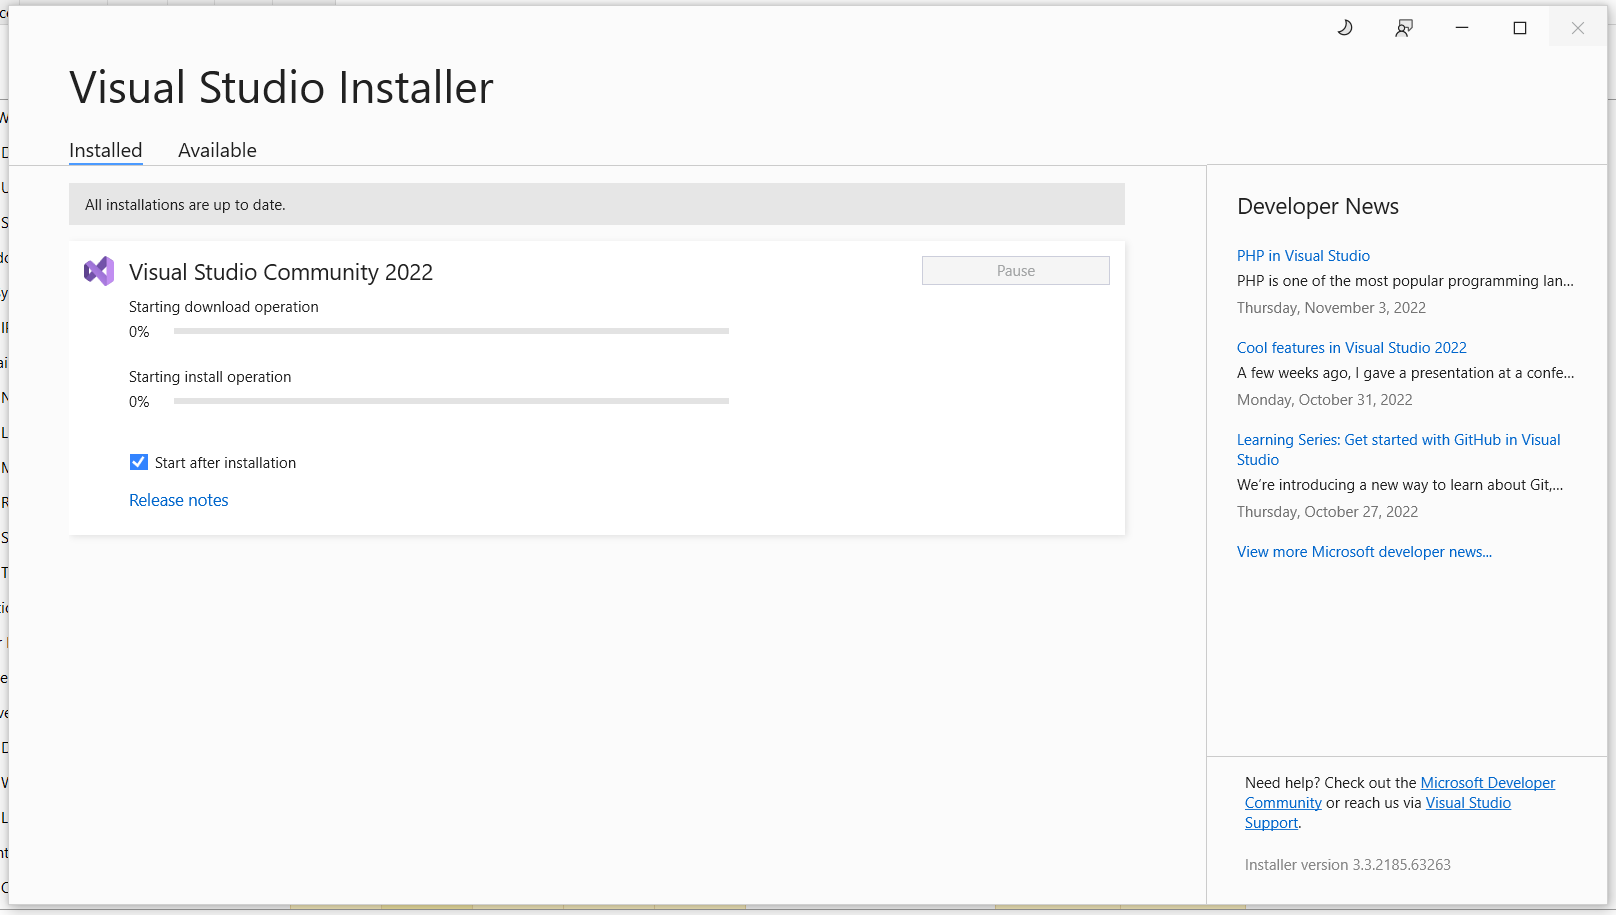 Visual Studio Installer
Installed
Available
All installations are up to date.
Visual Studio Community 2022
Pause
Starting download operation
0%
Starting install operation
0%
Start after installation
Release notes
Developer News
PHP in Visual Studio
PHP is one of the most popular programming lan...
Thursday, November 3, 2022
Cool features in Visual Studio 2022
A few weeks ago, I gave a presentation at a confe...
Monday, October 31, 2022
Learning Series: Get started with GitHub in Visual
Studio
We're introducing a new way to learn about Git,...
Thursday, October 27, 2022
View more Microsoft developer news...
Need help? Check out the Microsoft Developer
Community or reach us via Visual Studio
Support.
Installer version 3.3.2185.63263